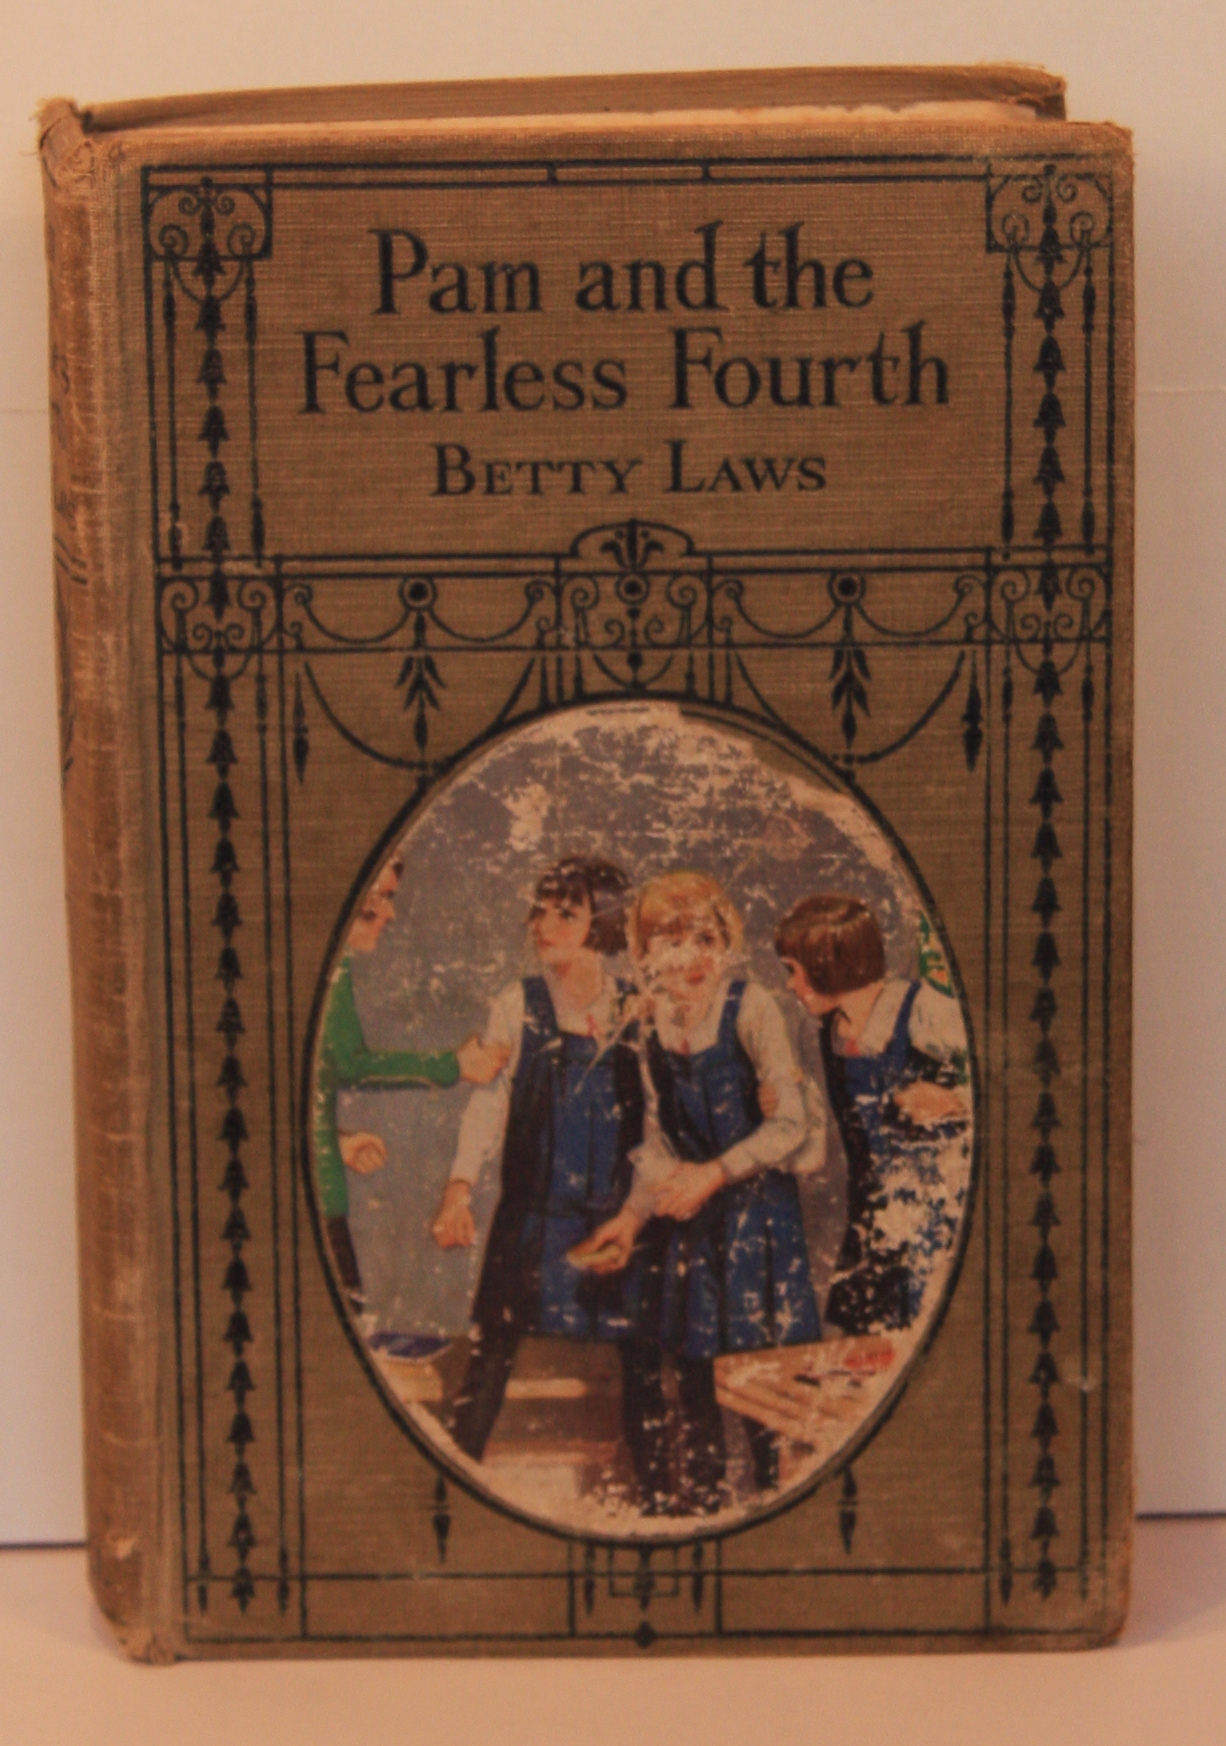 Pam and the
Fearless Fourth
BETTY LAWS